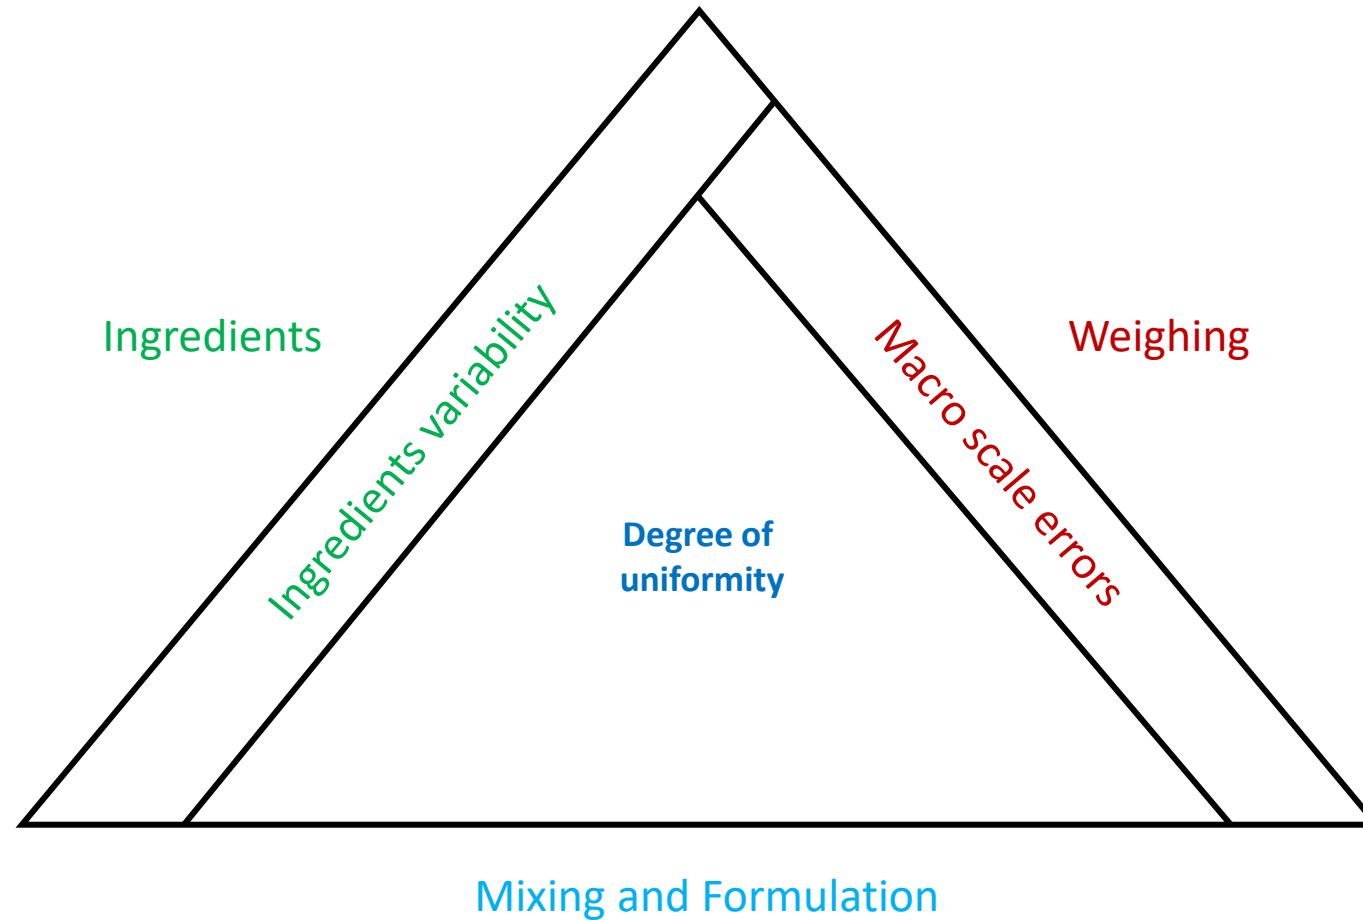 Ingredients
Ingredients variability
Degree of
uniformity
Macro scale errors
Weighing
Mixing and Formulation